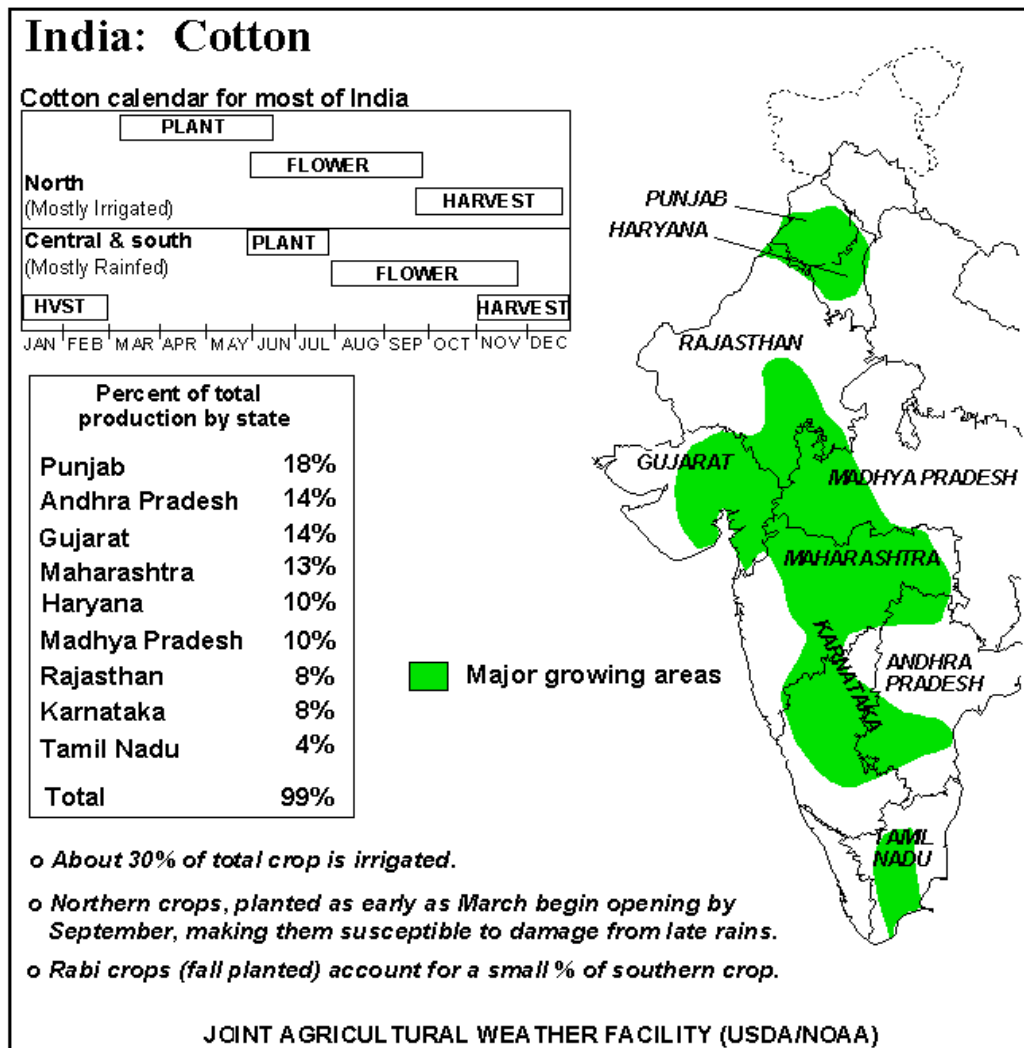 India: Cotton
Cotton calendar for most of India
PLANT
FLOWER
North
(Mostly Irrigated)
HARVEST
Central & south
(Mostly Rainfed)
PLANT
FLOWER
HVST
HARVEST
JAN FEB MAR APR MAY JUN JUL AUG SEP OCT NOV DEC
Percent of total
production by state
Punjab 18%
Andhra Pradesh 14%
Gujarat 14%
Maharashtra 13%
Haryana 10%
Madhya Pradesh 10%
Rajasthan 8%
Karnataka 8%
Tamil Nadu 4%
Total 99%
Major growing areas
PUNJAB
HARYANA
RAJASTHAN
GUJARAT
MADHYA PRADESH
MAHARASHTRA
KARNATAKA
ANDHRA
PRADESH
TAMIL
NADU
o About 30% of total crop is irrigated.
o Northern crops, planted as early as March begin opening by
September, making them susceptible to damage from late rains.
o Rabi crops (fall planted) account for a small % of southern crop.
JOINT AGRICULTURAL WEATHER FACILITY (USDA/NOAA)